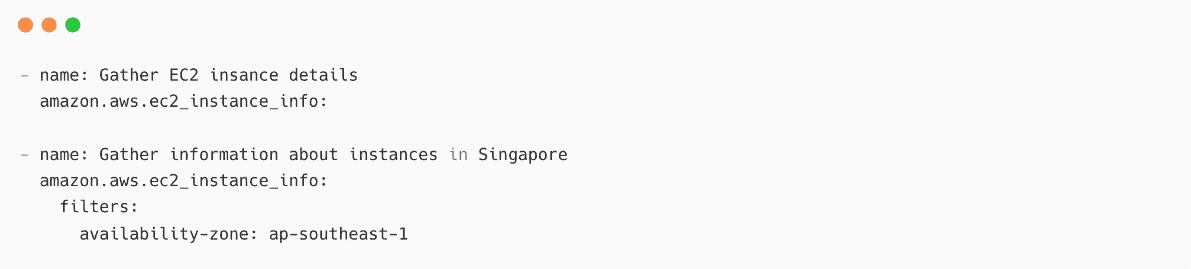 - name: Gather EC2 insance details
  amazon.aws.ec2_instance_info:

- name: Gather information about instances in Singapore
  amazon.aws.ec2_instance_info:
    filters:
      availability-zone: ap-southeast-1